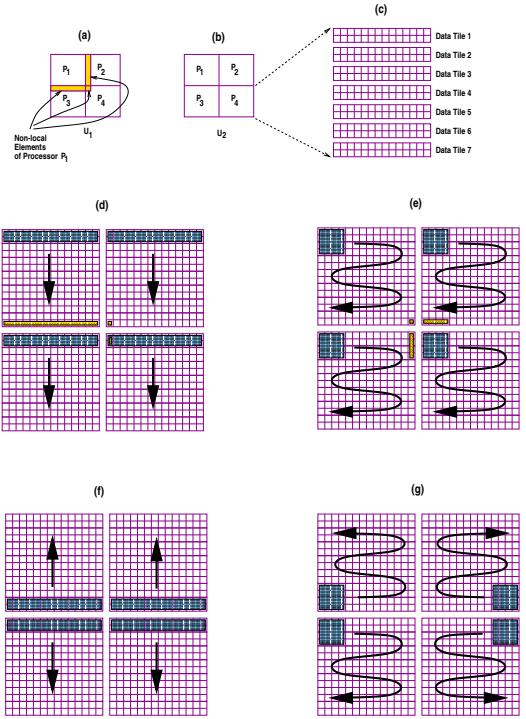 (a)
P1
P2
P3
P4
U1
Non-local
Elements
of Processor P1
(b)
P1
P2
P3
P4
U2
(c)
Data Tile 1
Data Tile 2
Data Tile 3
Data Tile 4
Data Tile 5
Data Tile 6
Data Tile 7
(d)
(e)
(f)
(g)